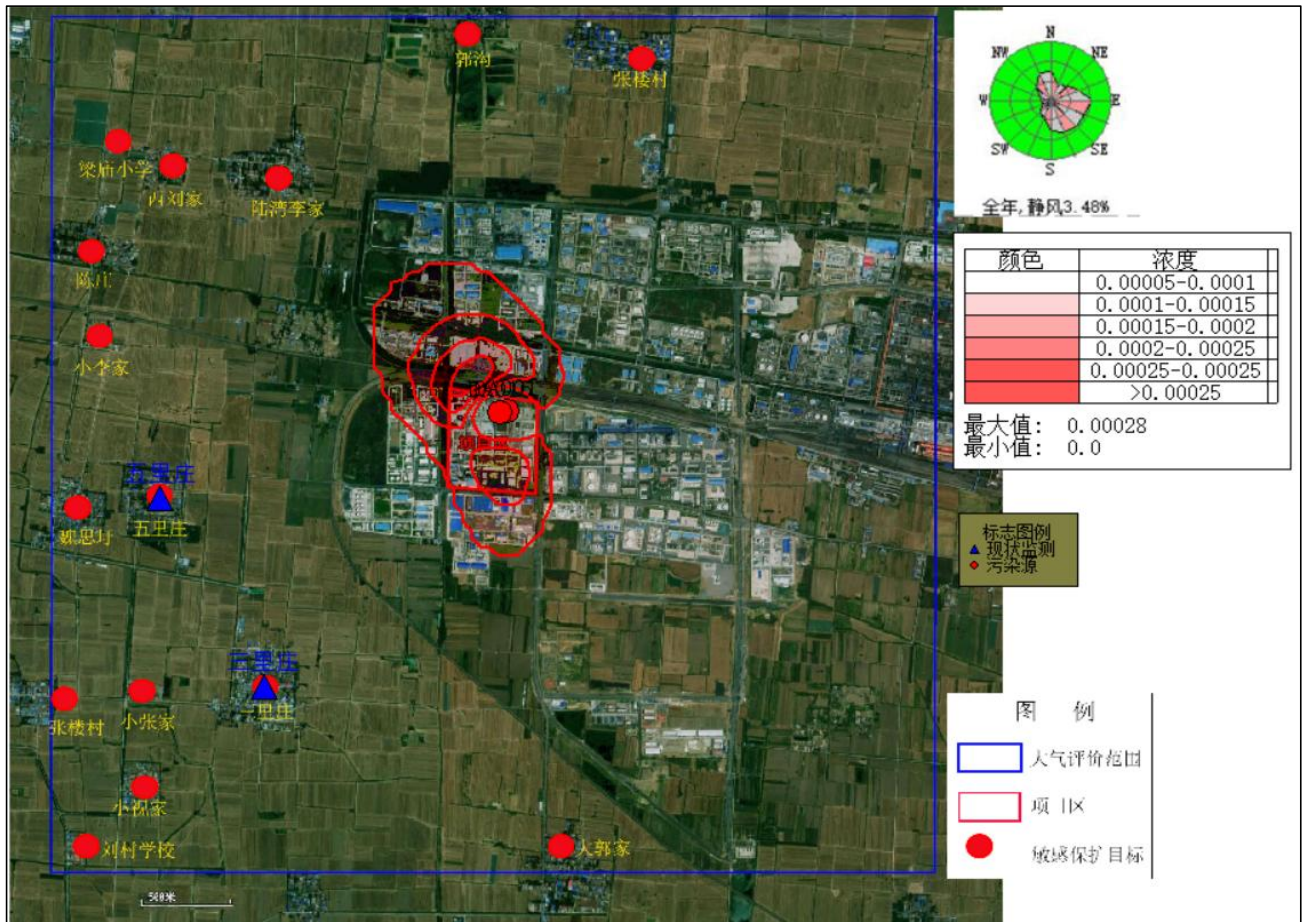 郭沟
张楼村
梁庙小学
西刘家
陆湾李家
陈庄
小李家
五里庄
五里庄
魏思圩
三里庄
张楼村
小张家
小祝家
刘村学校
大郭家
500米
N
NW
NE
W
E
SW
SE
S
全年,静风3.48%
颜色 浓度
0.00005-0.0001
0.0001-0.00015
0.00015-0.0002
0.0002-0.00025
0.00025-0.00025
>0.00025
最大值: 0.00028
最小值: 0.0
标志图例
现状监测
污染源
图 例
大气评价范围
项目区
敏感保护目标